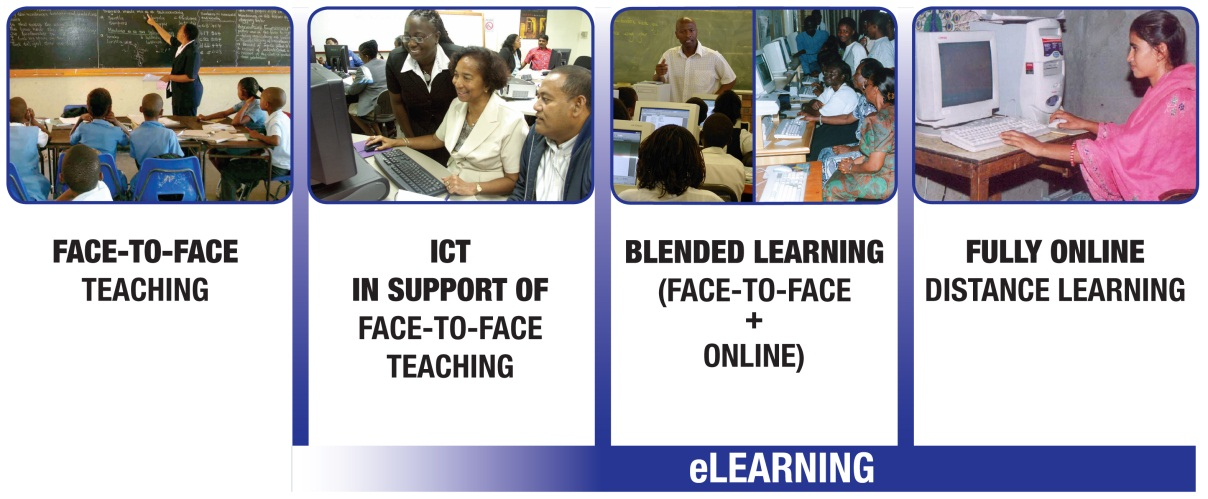 FACE-TO-FACE
TEACHING
ICT
IN SUPPORT OF
FACE-TO-FACE
TEACHING
BLENDED LEARNING
(FACE-TO-FACE
+
ONLINE)
FULLY ONLINE
DISTANCE LEARNING
eLEARNING